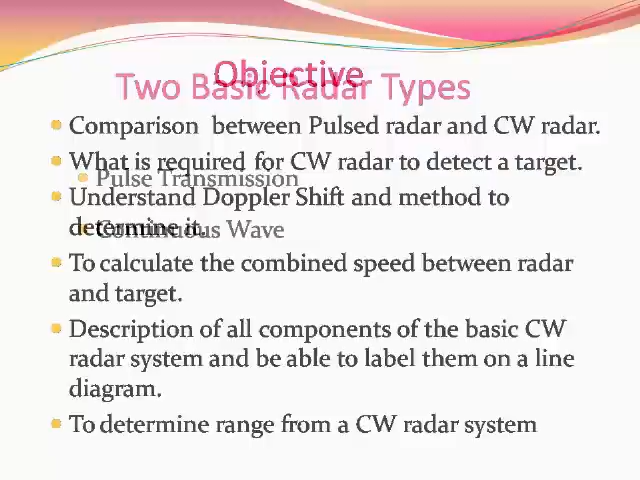 Objective
Two Basic Radar Types
Comparison between Pulsed radar and CW radar.
What is required for CW radar to detect a target.
Pulse Transmission
Understand Doppler Shift and method to
determine it.
Continuous Wave
To calculate the combined speed between radar
and target.
Description of all components of the basic CW
radar system and be able to label them on a line
diagram.
To determine range from a CW radar system